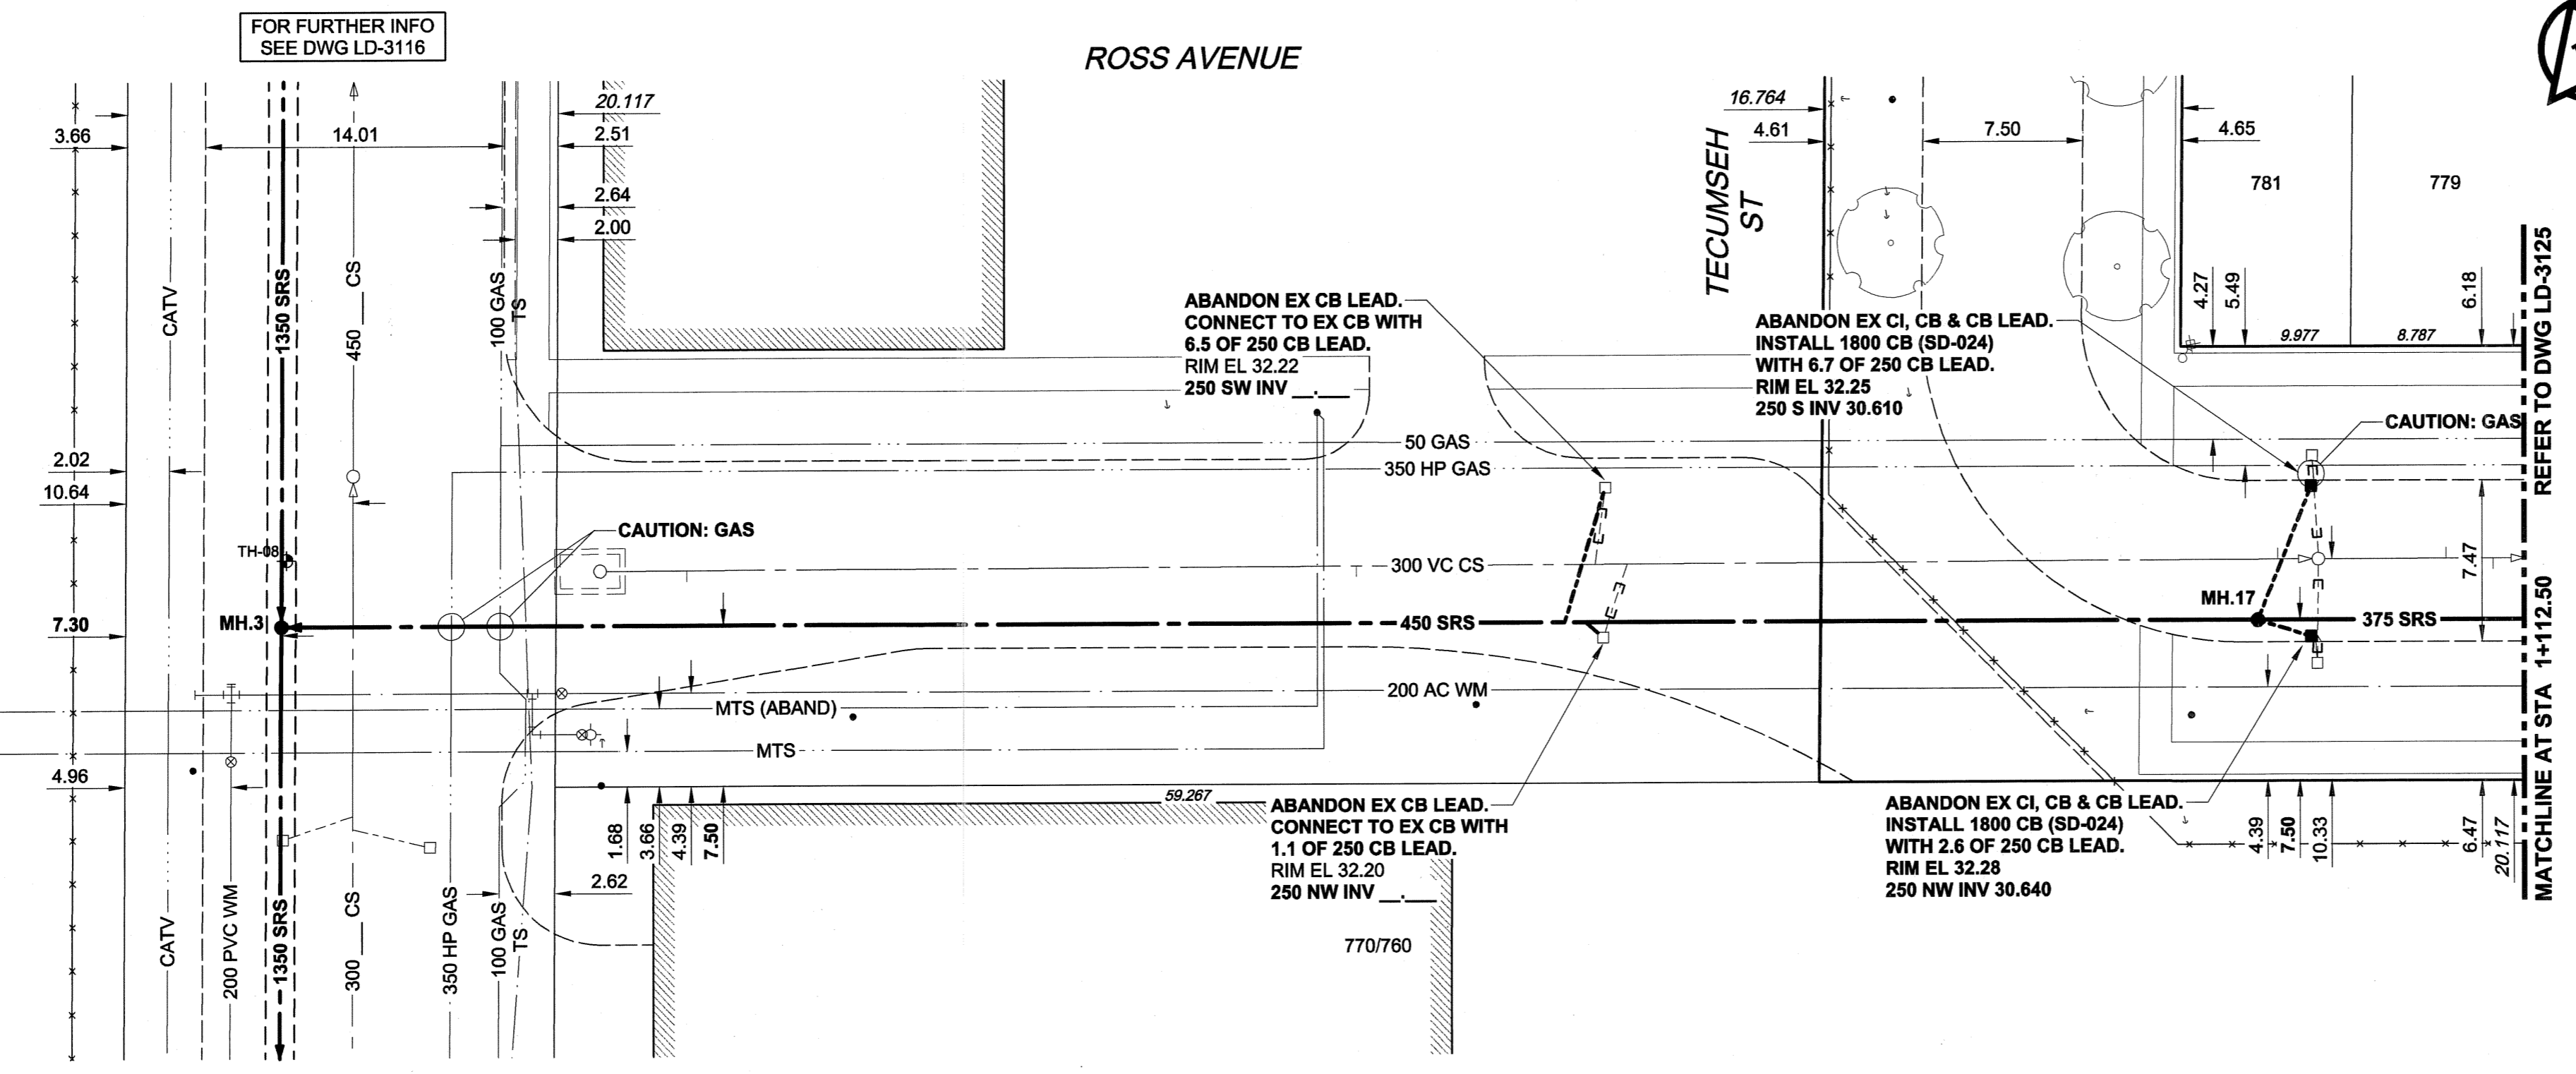 FOR FURTHER INFO
SEE DWG LD-3116
ROSS AVENUE
3.66
14.01
20.117
2.51
2.64
2.00
16.764
4.61
7.50
4.65
TECUMSEH
ST
781
779
CATV
1350 SRS
450 ___ CS
100 GAS
TS
4.27
5.49
6.18
9.977
8.787
ABANDON EX CB LEAD.
CONNECT TO EX CB WITH
6.5 OF 250 CB LEAD.
RIM EL 32.22
250 SW INV __.___
ABANDON EX CI, CB & CB LEAD.
INSTALL 1800 CB (SD-024)
WITH 6.7 OF 250 CB LEAD.
RIM EL 32.25
250 S INV 30.610
CAUTION: GAS
REFER TO DWG LD-3125
50 GAS
350 HP GAS
2.02
10.64
CAUTION: GAS
TH-08
300 VC CS
7.47
MH.3
7.30
450 SRS
MH.17
375 SRS
MATCHLINE AT STA 1+112.50
200 AC WM
MTS (ABAND)
MTS
4.96
59.267
1.68
3.66
4.39
7.50
2.62
ABANDON EX CB LEAD.
CONNECT TO EX CB WITH
1.1 OF 250 CB LEAD.
RIM EL 32.20
250 NW INV __.___
ABANDON EX CI, CB & CB LEAD.
INSTALL 1800 CB (SD-024)
WITH 2.6 OF 250 CB LEAD.
RIM EL 32.28
250 NW INV 30.640
4.39
7.50
10.33
6.47
20.117
CATV
200 PVC WM
1350 SRS
300 ___ CS
350 HP GAS
100 GAS
TS
770/760